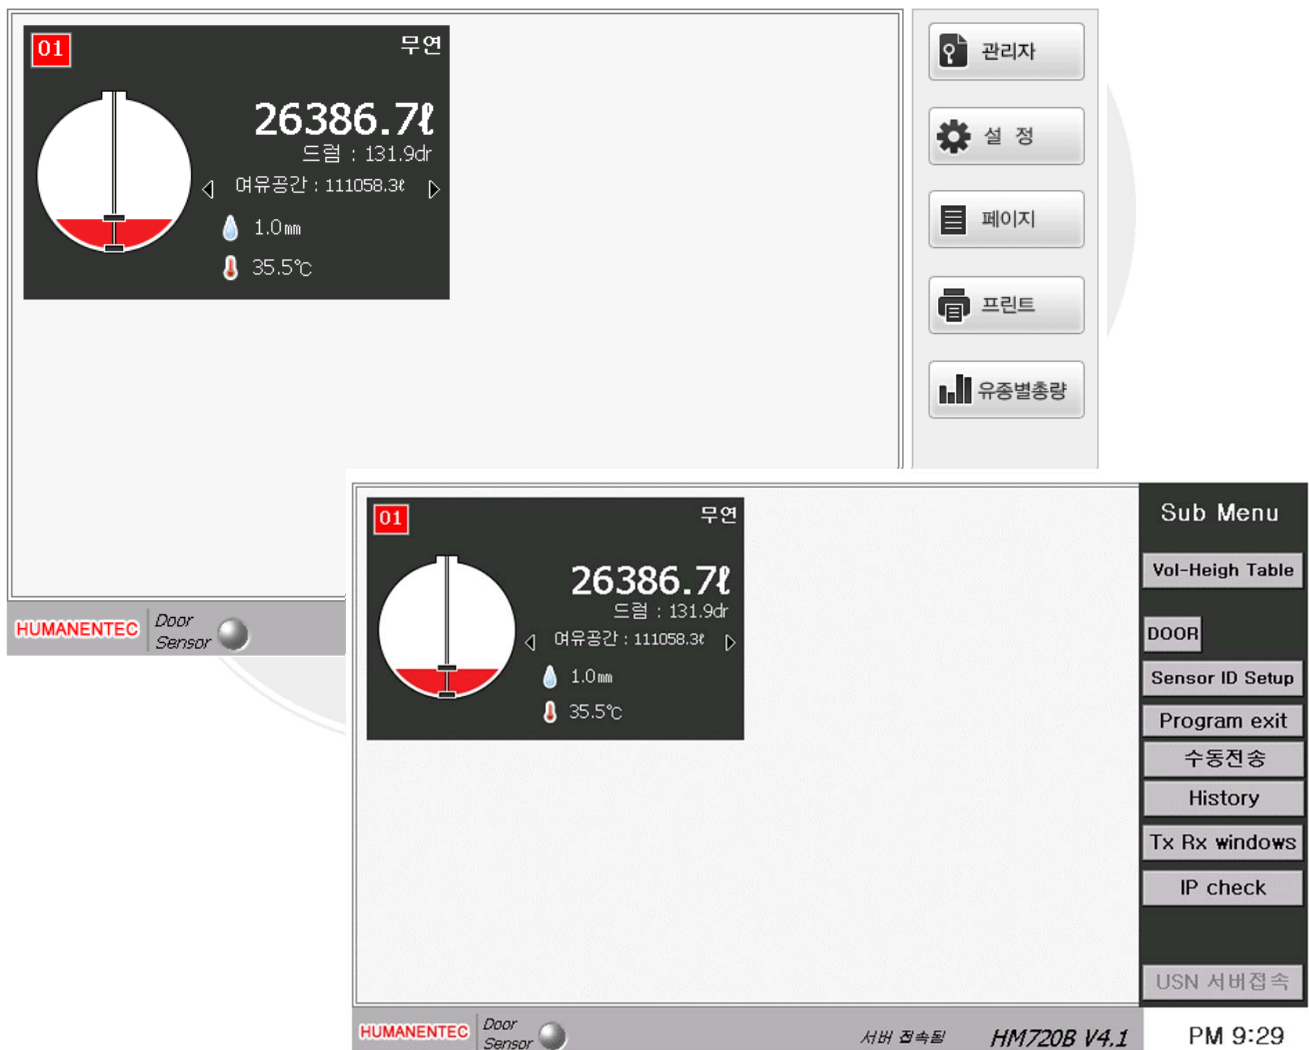 01
무연
26386.7ℓ
드럼 : 131.9dr
여유공간 : 111058.3ℓ
1.0㎜
35.5℃
관리자
설 정
페이지
프린트
유종별총량
HUMANENTEC
Door
Sensor
01
무연
26386.7ℓ
드럼 : 131.9dr
여유공간 : 111058.3ℓ
1.0㎜
35.5℃
Sub Menu
Vol-Heigh Table
DOOR
Sensor ID Setup
Program exit
수동전송
History
Tx Rx windows
IP check
USN 서버접속
HUMANENTEC
Door
Sensor
서버 접속됨
HM720B V4.1
PM 9:29